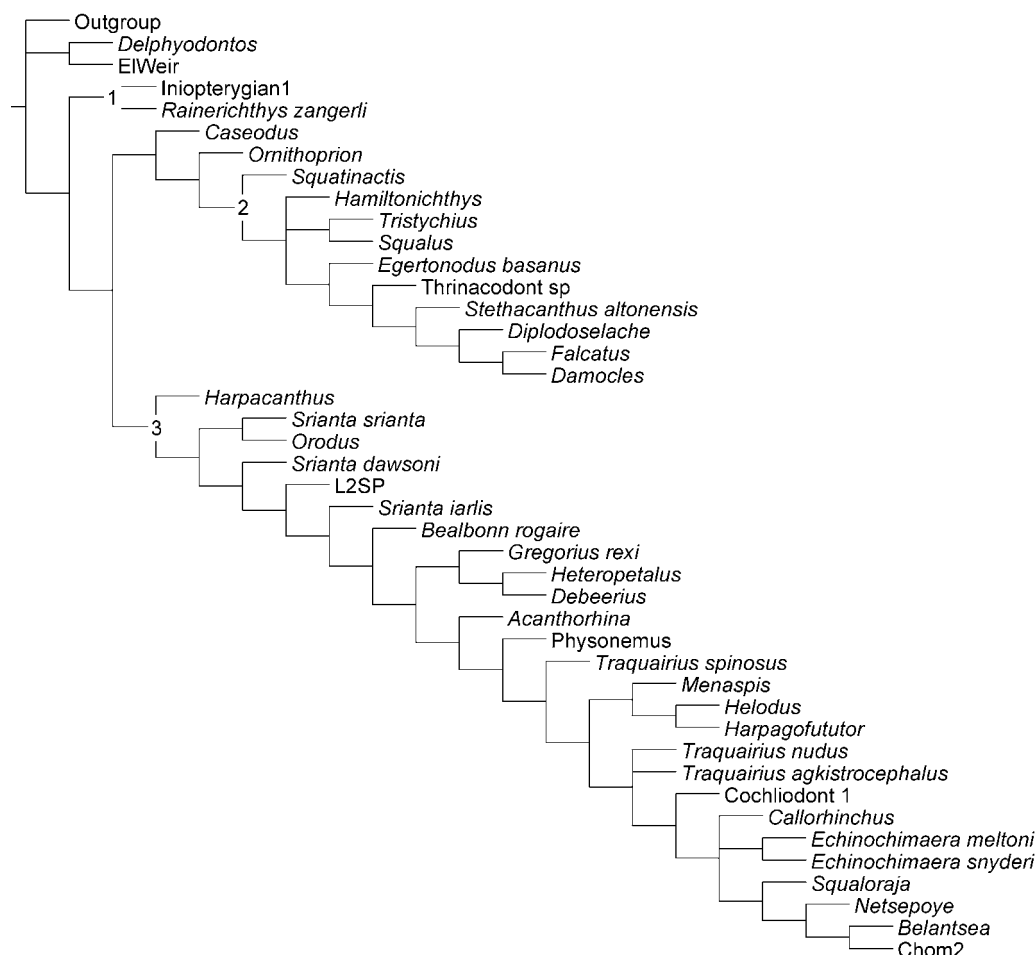 Outgroup
Delphyodontos
ElWeir
Iniopterygian1
1
Rainerichthys zangerli
Caseodus
Ornithoprion
Squatinactis
Hamiltonichthys
2
Tristychius
Squalus
Egertonodus basanus
Thrinacodont sp
Stethacanthus altonensis
Diplodoselache
Falcatus
Damocles
Harpacanthus
Srianta srianta
3
Orodus
Srianta dawsoni
L2SP
Srianta iarlis
Bealbonn rogaire
Gregorius rexi
Heteropetalus
Debeerius
Acanthorhina
Physonemus
Traquairius spinosus
Menaspis
Helodus
Harpagofututor
Traquairius nudus
Traquairius agkistrocephalus
Cochliodont 1
Callorhinchus
Echinochimaera meltoni
Echinochimaera snyderi
Squaloraja
Netsepoye
Belantsea
Chom2